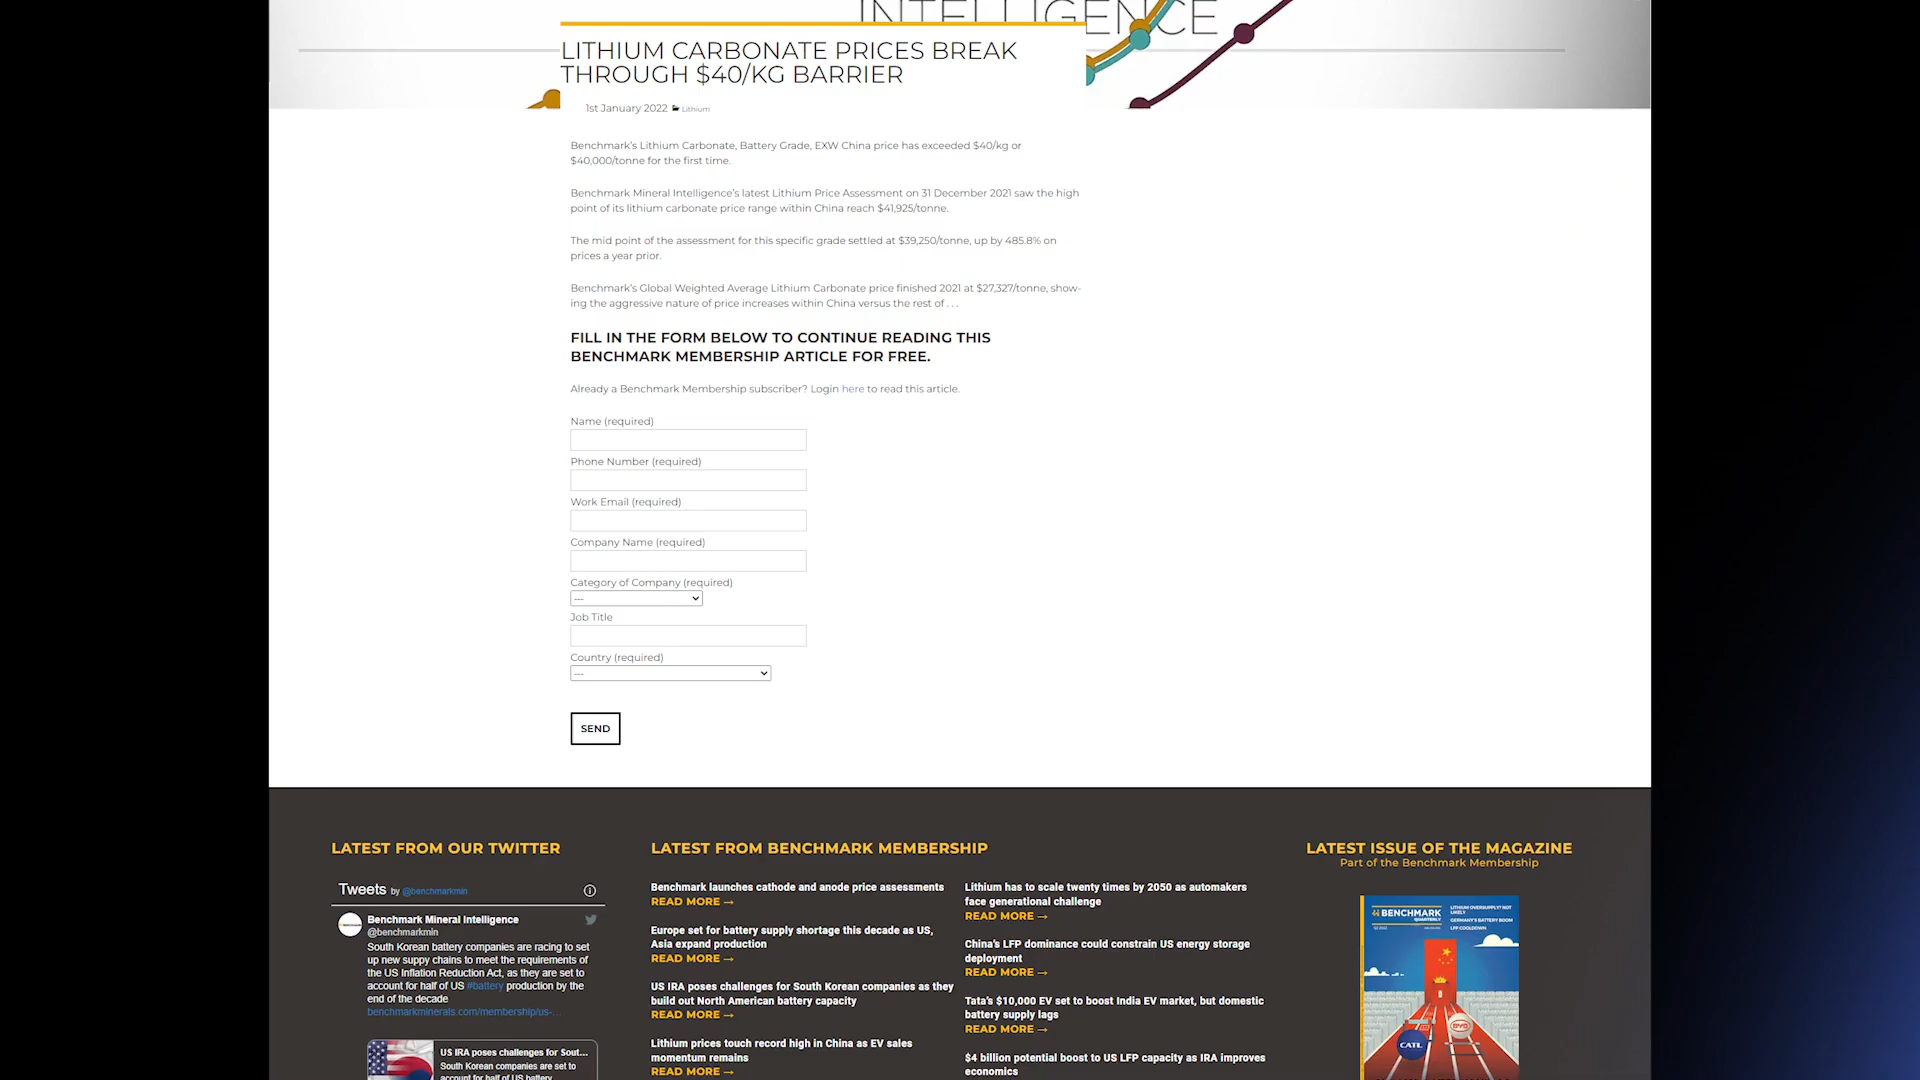 INTELLIGENCE
LITHIUM CARBONATE PRICES BREAK
THROUGH $40/KG BARRIER
1st January 2022 Lithium
Benchmark's Lithium Carbonate, Battery Grade, EXW China price has exceeded $40/kg or
$40,000/tonne for the first time.
Benchmark Mineral Intelligence's latest Lithium Price Assessment on 31 December 2021 saw the high
point of its lithium carbonate price range within China reach $41,925/tonne.
The mid point of the assessment for this specific grade settled at $39,250/tonne, up by 485.8% on
prices a year prior.
Benchmark's Global Weighted Average Lithium Carbonate price finished 2021 at $27,327/tonne, show-
ing the aggressive nature of price increases within China versus the rest of . . .
FILL IN THE FORM BELOW TO CONTINUE READING THIS
BENCHMARK MEMBERSHIP ARTICLE FOR FREE.
Already a Benchmark Membership subscriber? Login here to read this article.
Name (required)
Phone Number (required)
Work Email (required)
Company Name (required)
Category of Company (required)
---
Job Title
Country (required)
---
SEND
LATEST FROM OUR TWITTER
Tweets by @benchmarkmin
Benchmark Mineral Intelligence
@benchmarkmin
South Korean battery companies are racing to set
up new suppy chains to meet the requirements of
the US Inflation Reduction Act, as they are set to
account for half of US #battery production by the
end of the decade
benchmarkminerals.com/membership/us-...
US IRA poses challenges for Sout...
South Korean companies are set to
account for half of US battery
LATEST FROM BENCHMARK MEMBERSHIP
Benchmark launches cathode and anode price assessments
READ MORE →
Europe set for battery supply shortage this decade as US,
Asia expand production
READ MORE →
US IRA poses challenges for South Korean companies as they
build out North American battery capacity
READ MORE →
Lithium prices touch record high in China as EV sales
momentum remains
READ MORE →
Lithium has to scale twenty times by 2050 as automakers
face generational challenge
READ MORE →
China's LFP dominance could constrain US energy storage
deployment
READ MORE →
Tata's $10,000 EV set to boost India EV market, but domestic
battery supply lags
READ MORE →
$4 billion potential boost to US LFP capacity as IRA improves
economics
LATEST ISSUE OF THE MAGAZINE
Part of the Benchmark Membership
BENCHMARK
QUARTERLY
LITHIUM OVERSUPPLY? NOT
LIKELY
GERMANY'S BATTERY BOOM
LFP COOLDOWN
BYD
CATL